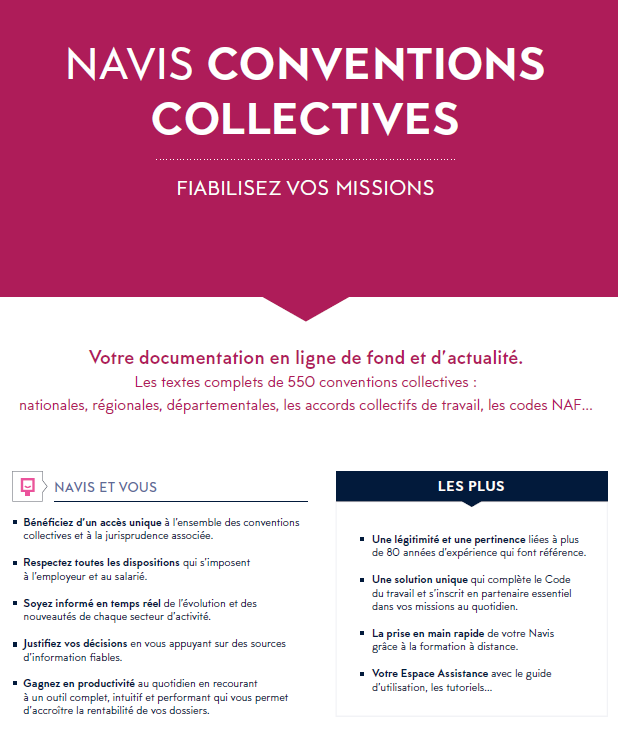 NAVIS CONVENTIONS
COLLECTIVES
FIABILISEZ VOS MISSIONS
Votre documentation en ligne de fond et d'actualité.
Les textes complets de 550 conventions collectives :
nationales, régionales, départementales, les accords collectifs de travail, les codes NAF...
NAVIS ET VOUS
▪ Bénéficiez d'un accès unique à l'ensemble des conventions
collectives et à la jurisprudence associée.
▪ Respectez toutes les dispositions qui s'imposent
à l'employeur et au salarié.
▪ Soyez informé en temps réel de l'évolution et des
nouveautés de chaque secteur d'activité.
▪ Justifiez vos décisions en vous appuyant sur des sources
d'information fiables.
▪ Gagnez en productivité au quotidien en recourant
à un outil complet, intuitif et performant qui vous permet
d'accroître la rentabilité de vos dossiers.
LES PLUS
▪ Une légitimité et une pertinence liées à plus
de 80 années d'expérience qui font référence.
▪ Une solution unique qui complète le Code
du travail et s'inscrit en partenaire essentiel
dans vos missions au quotidien.
▪ La prise en main rapide de votre Navis
grâce à la formation à distance.
▪ Votre Espace Assistance avec le guide
d'utilisation, les tutoriels...